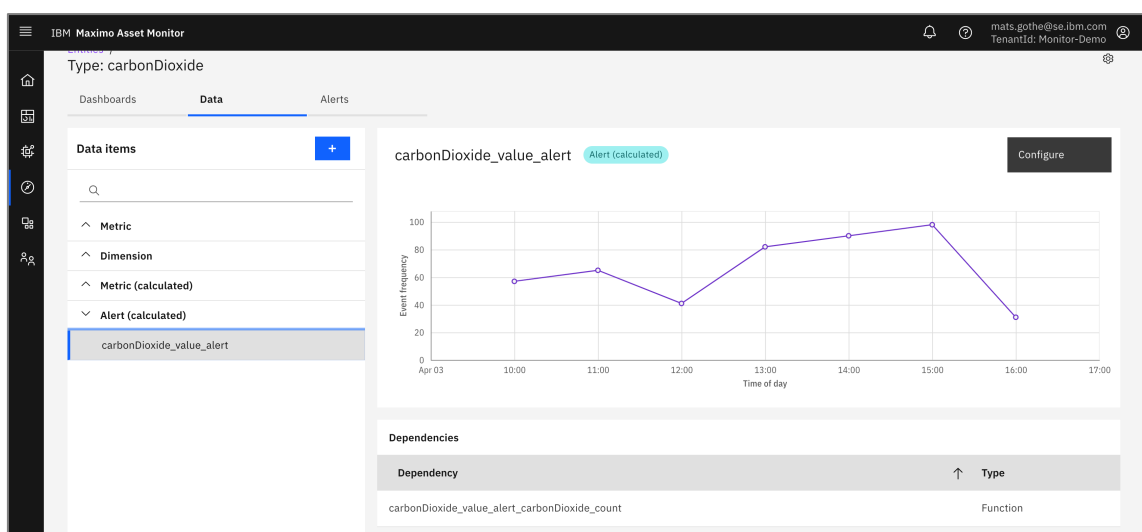 IBM Maximo Asset Monitor
mats.gothe@se.ibm.com
TenantId: Monitor-Demo
Entities /
Type: carbonDioxide
Dashboards Data Alerts
Data items
+
Metric
Dimension
Metric (calculated)
Alert (calculated)
carbonDioxide_value_alert
carbonDioxide_value_alert Alert (calculated) Configure
Event frequency
100
80
60
40
20
0
Apr 03 10:00 11:00 12:00 13:00 14:00 15:00 16:00 17:00
Time of day
Dependencies
Dependency Type
carbonDioxide_value_alert_carbonDioxide_count Function